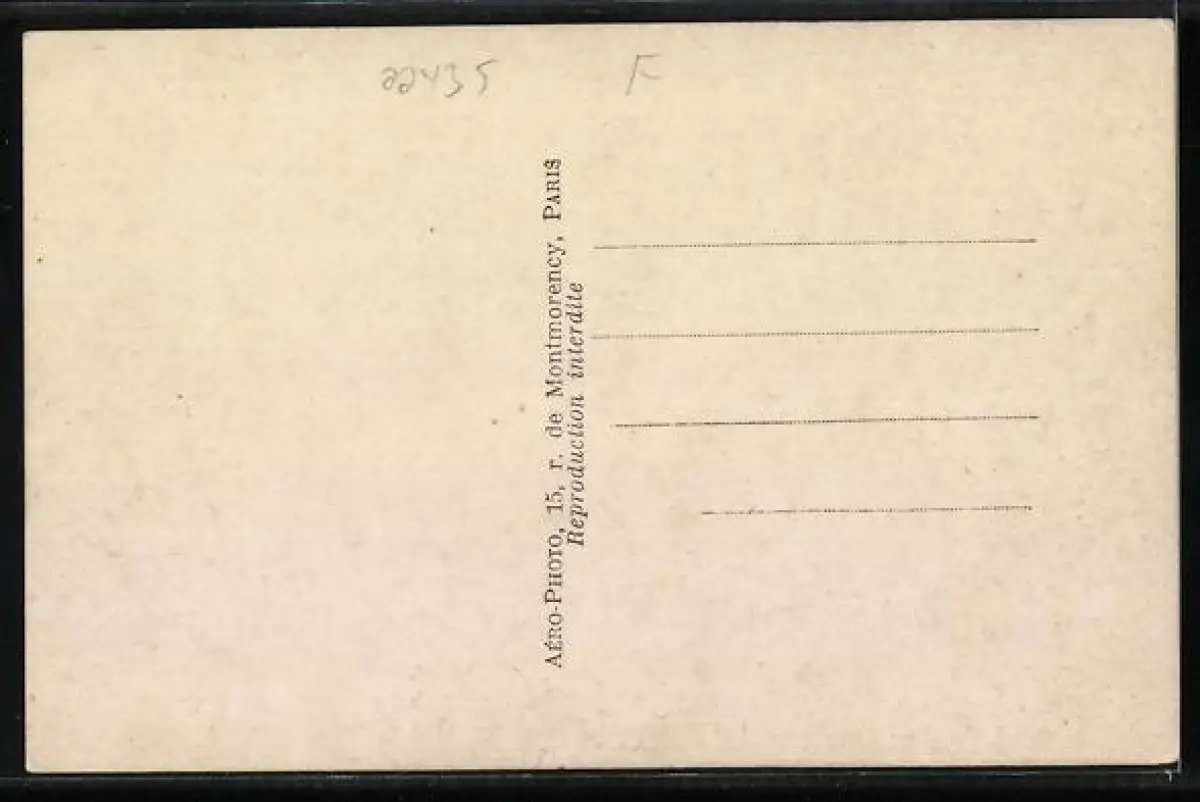 22435 F
AÉRO-PHOTO, 15, r. de Montmorency, PARIS
Reproduction interdite